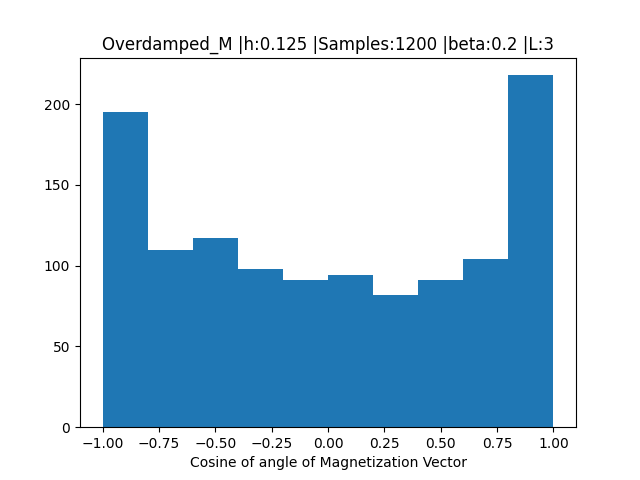 Overdamped_M |h:0.125 |Samples:1200 |beta:0.2 |L:3
200
150
100
50
0
−1.00 −0.75 −0.50 −0.25 0.00 0.25 0.50 0.75 1.00
Cosine of angle of Magnetization Vector